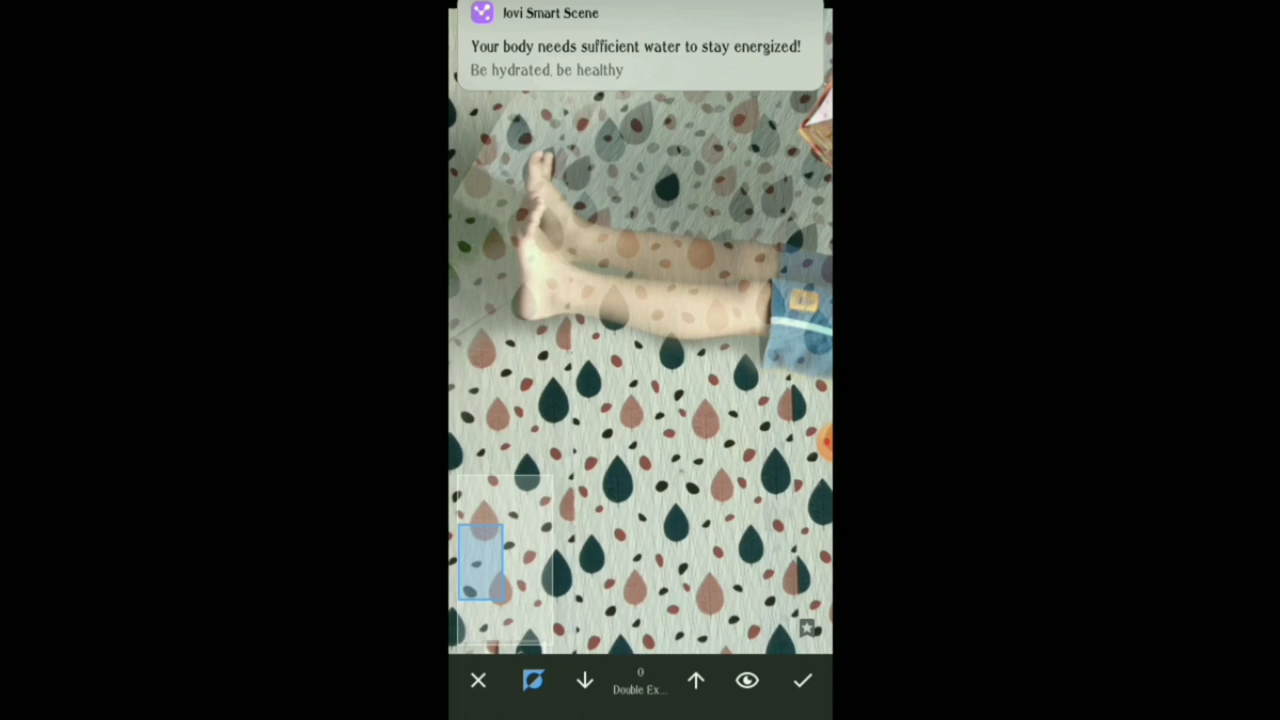 Jovi Smart Scene
Your body needs sufficient water to stay energized!
Be hydrated, be healthy
0
Double Ex...